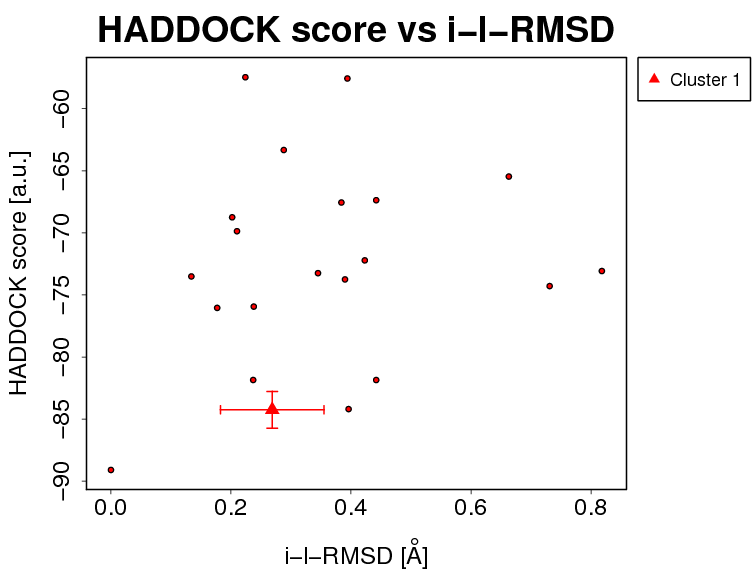 HADDOCK score vs i−l−RMSD
Cluster 1
HADDOCK score [a.u.]
−60
−65
−70
−75
−80
−85
−90
0.0 0.2 0.4 0.6 0.8
i−l−RMSD [Å]